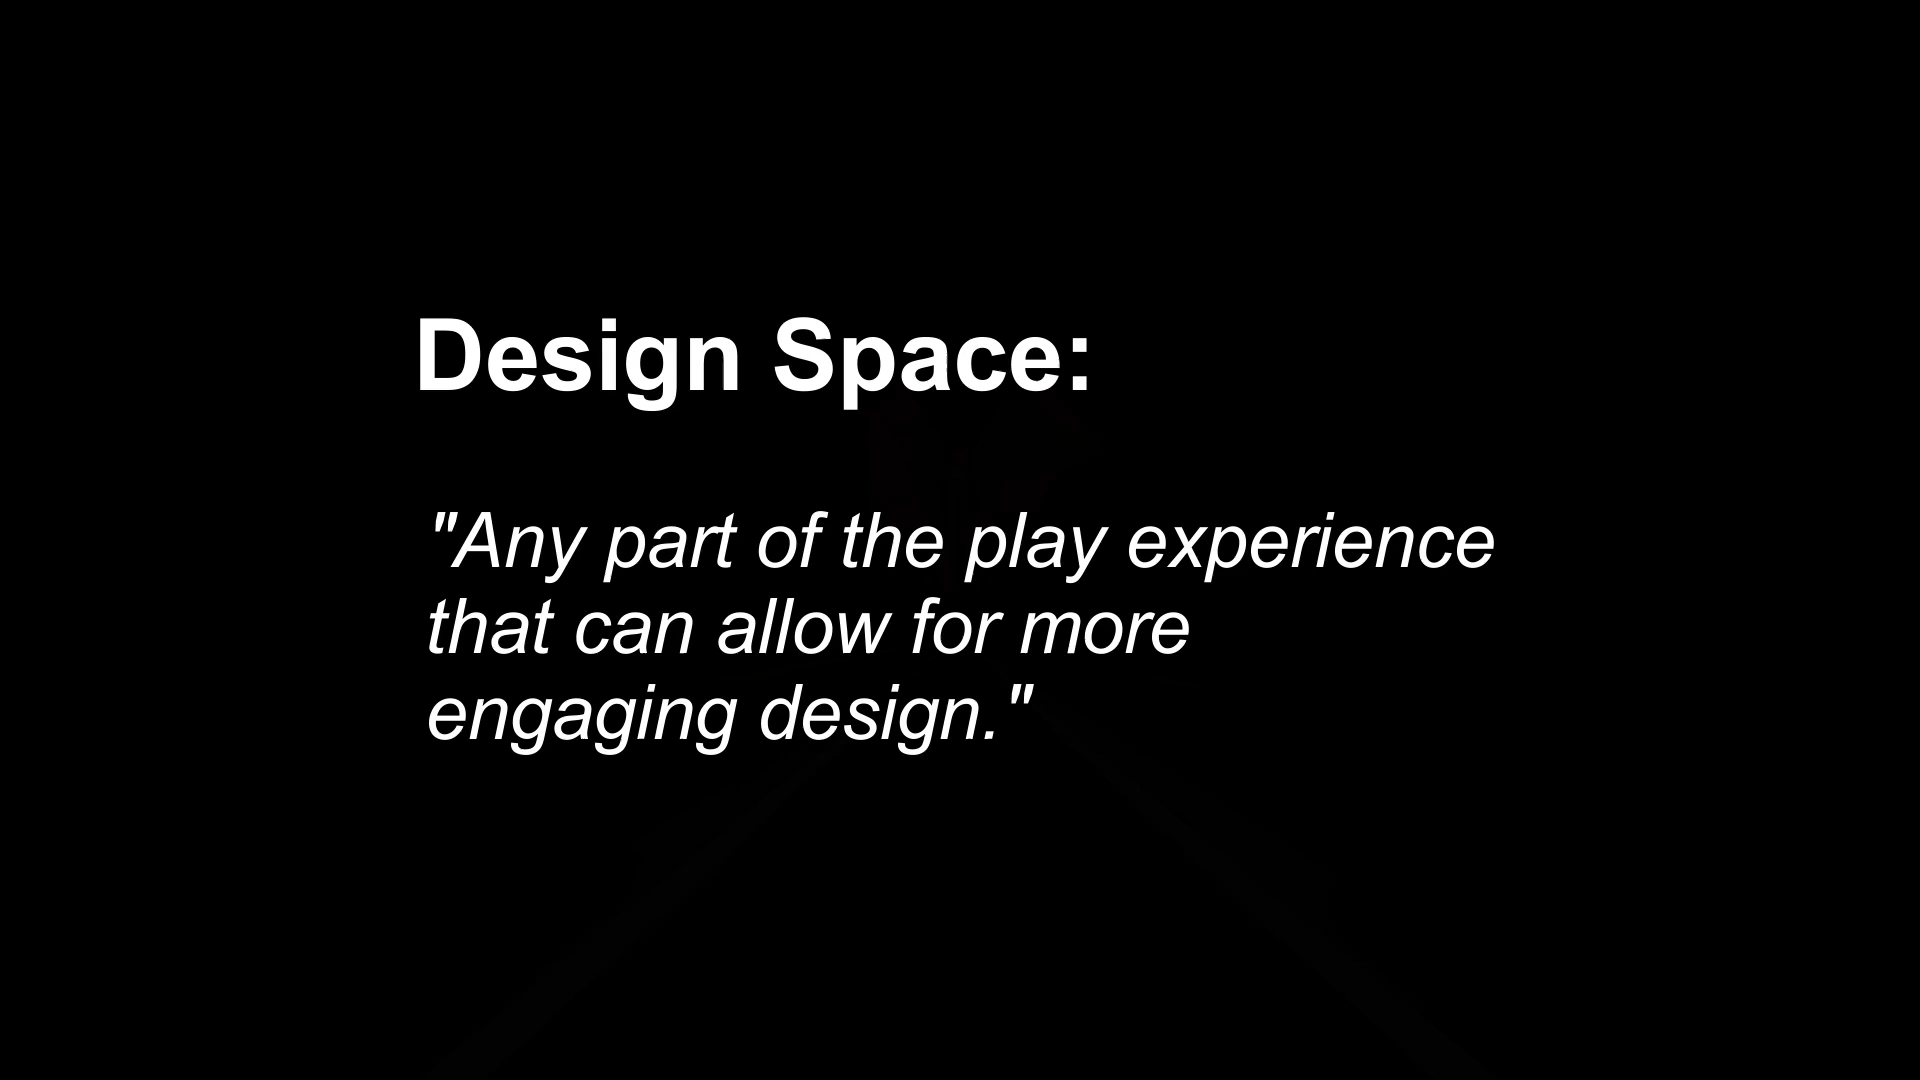 Design Space:
"Any part of the play experience
that can allow for more
engaging design."